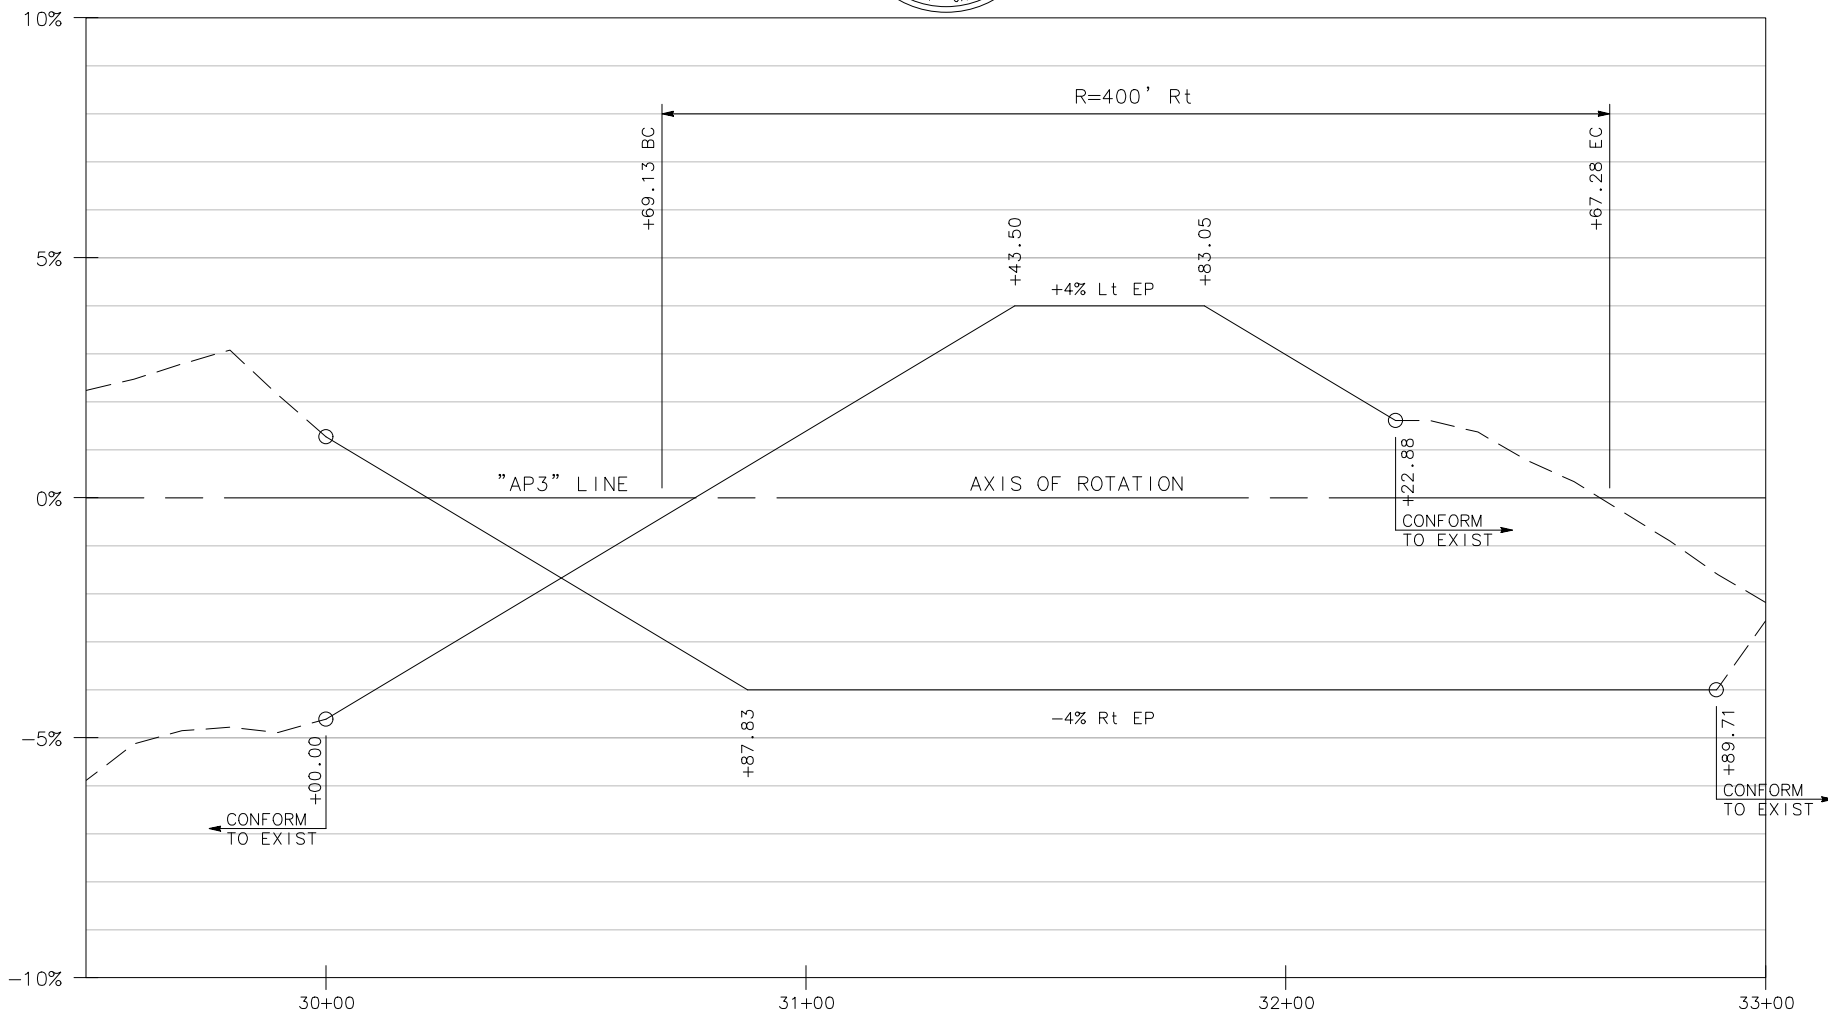 10%
R=400' Rt
+69.13 BC
+67.28 EC
+43.50
+83.05
5%
+4% Lt EP
"AP3" LINE
AXIS OF ROTATION
0%
+22.88
CONFORM
TO EXIST
-4% Rt EP
-5%
+00.00
+87.83
+89.71
CONFORM
TO EXIST
CONFORM
TO EXIST
-10%
30+00
31+00
32+00
33+00